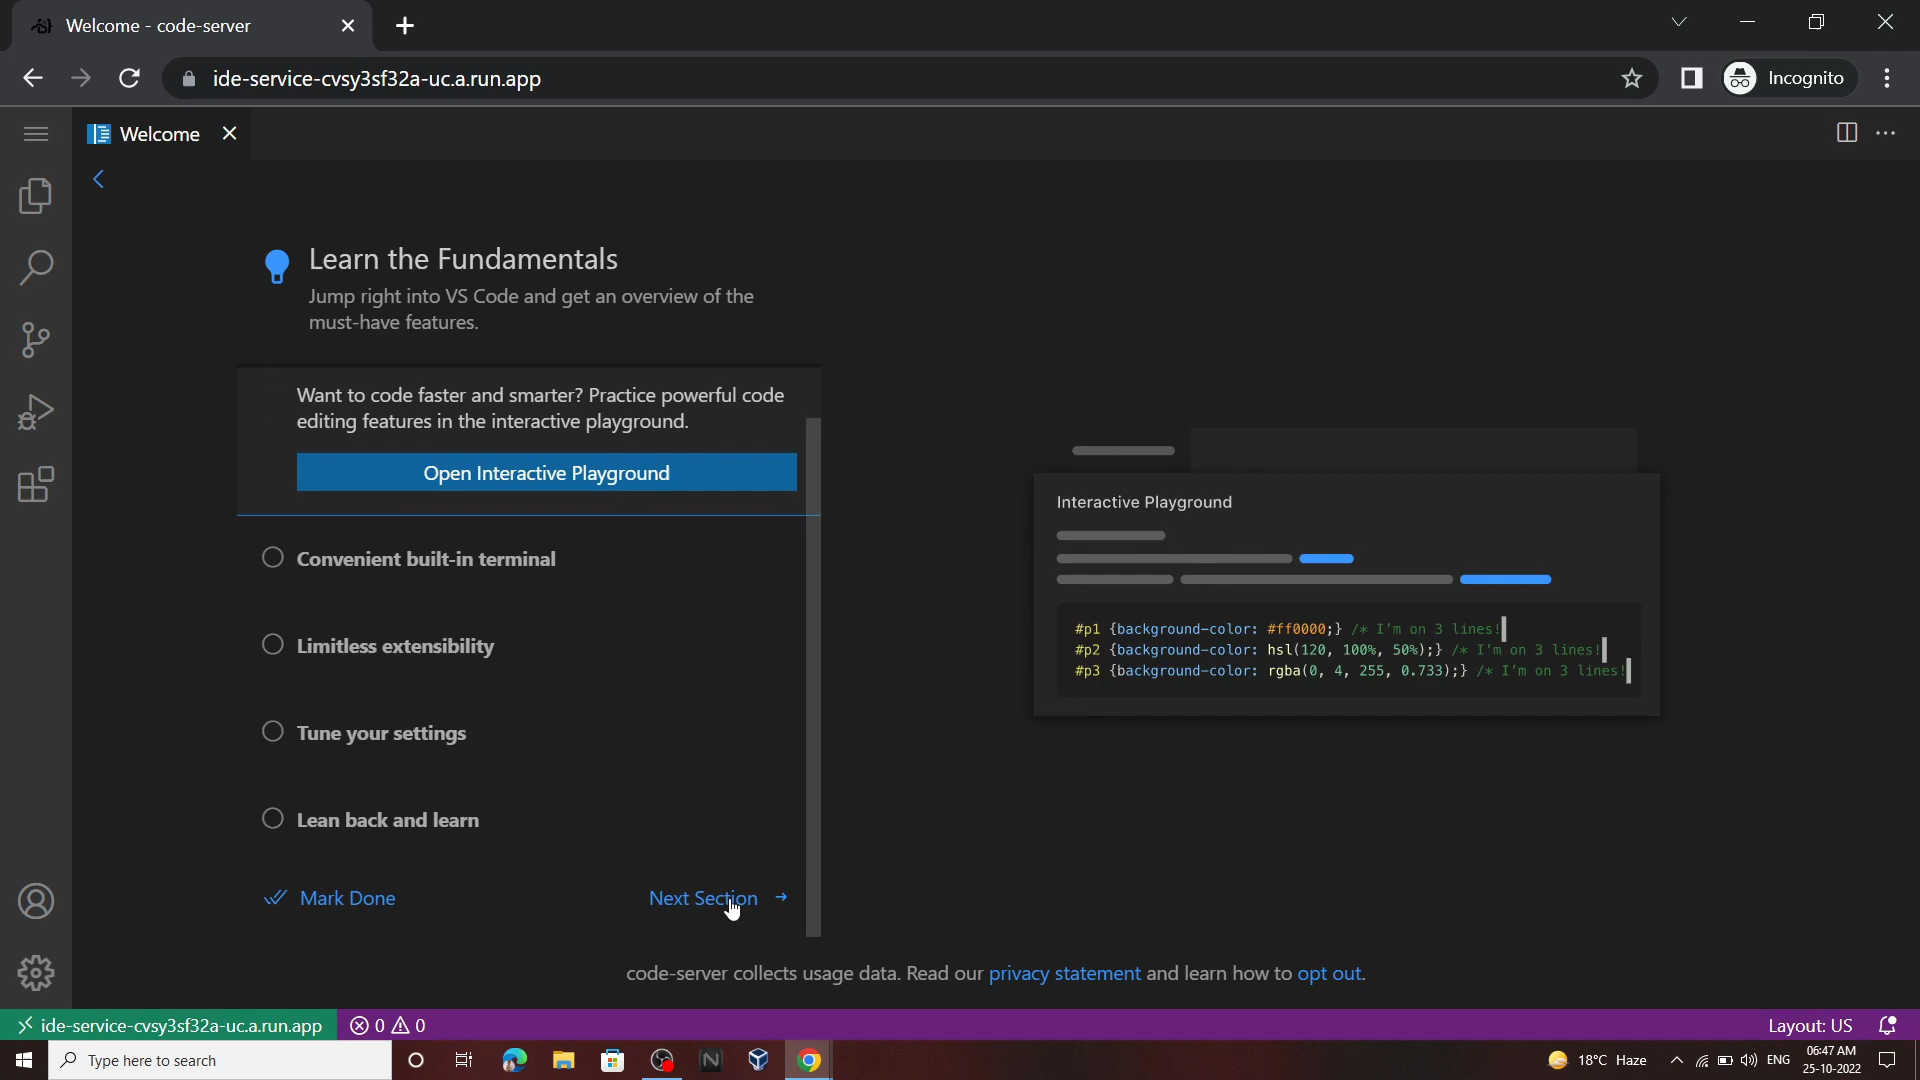 Welcome - code-server
ide-service-cvsy3sf32a-uc.a.run.app
Incognito
Welcome
Learn the Fundamentals
Jump right into VS Code and get an overview of the
must-have features.
Want to code faster and smarter? Practice powerful code
editing features in the interactive playground.
Open Interactive Playground
Convenient built-in terminal
Limitless extensibility
Tune your settings
Lean back and learn
Mark Done
Next Section →
Interactive Playground
#p1 {background-color: #ff0000;} /* I'm on 3 lines!
#p2 {background-color: hsl(120, 100%, 50%);} /* I'm on 3 lines!
#p3 {background-color: rgba(0, 4, 255, 0.733);} /* I'm on 3 lines!
code-server collects usage data. Read our privacy statement and learn how to opt out.
ide-service-cvsy3sf32a-uc.a.run.app
0 0
Layout: US
Type here to search
18°C Haze
ENG
06:47 AM
25-10-2022